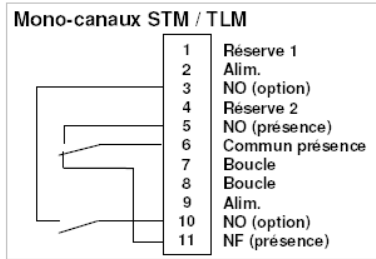 Mono-canaux STM / TLM
1 Réserve 1
2 Alim.
3 NO (option)
4 Réserve 2
5 NO (présence)
6 Commun présence
7 Boucle
8 Boucle
9 Alim.
10 NO (option)
11 NF (présence)